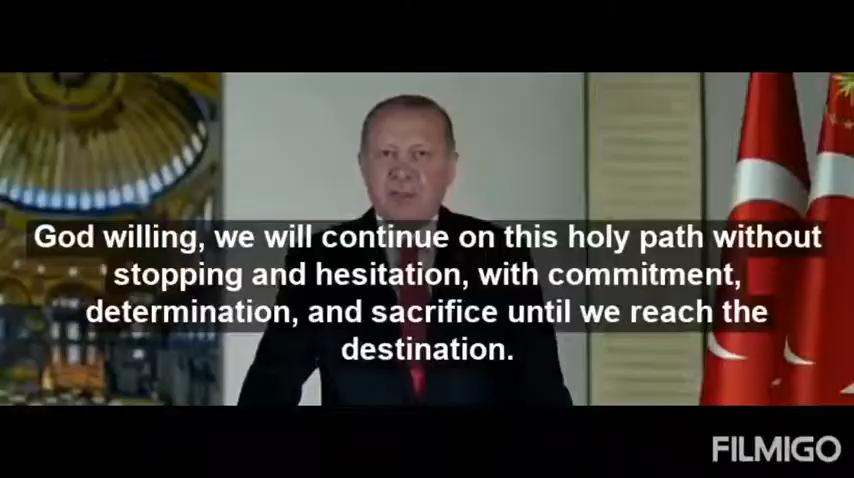 God willing, we will continue on this holy path without
stopping and hesitation, with commitment,
determination, and sacrifice until we reach the
destination.
FILMIGO